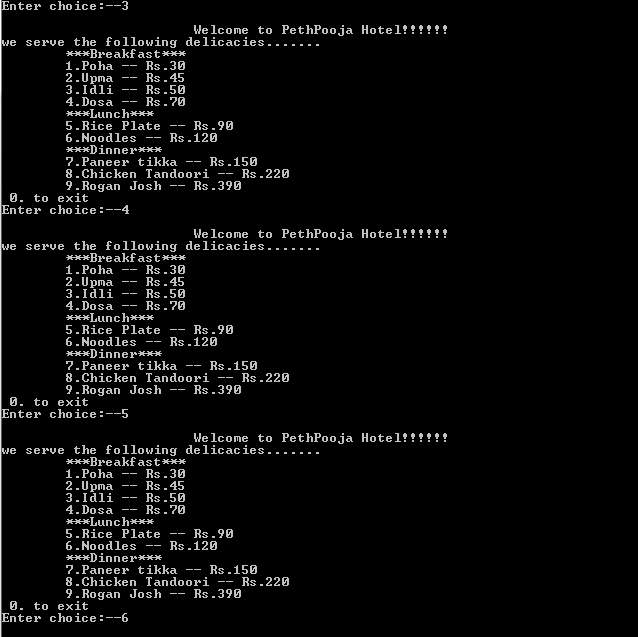 Enter choice:--3
Welcome to PethPooja Hotel!!!!!!
we serve the following delicacies.......
***Breakfast***
1.Poha -- Rs.30
2.Upma -- Rs.45
3.Idli -- Rs.50
4.Dosa -- Rs.70
***Lunch***
5.Rice Plate -- Rs.90
6.Noodles -- Rs.120
***Dinner***
7.Paneer tikka -- Rs.150
8.Chicken Tandoori -- Rs.220
9.Rogan Josh -- Rs.390
0. to exit
Enter choice:--4
Welcome to PethPooja Hotel!!!!!!
we serve the following delicacies.......
***Breakfast***
1.Poha -- Rs.30
2.Upma -- Rs.45
3.Idli -- Rs.50
4.Dosa -- Rs.70
***Lunch***
5.Rice Plate -- Rs.90
6.Noodles -- Rs.120
***Dinner***
7.Paneer tikka -- Rs.150
8.Chicken Tandoori -- Rs.220
9.Rogan Josh -- Rs.390
0. to exit
Enter choice:--5
Welcome to PethPooja Hotel!!!!!!
we serve the following delicacies.......
***Breakfast***
1.Poha -- Rs.30
2.Upma -- Rs.45
3.Idli -- Rs.50
4.Dosa -- Rs.70
***Lunch***
5.Rice Plate -- Rs.90
6.Noodles -- Rs.120
***Dinner***
7.Paneer tikka -- Rs.150
8.Chicken Tandoori -- Rs.220
9.Rogan Josh -- Rs.390
0. to exit
Enter choice:--6